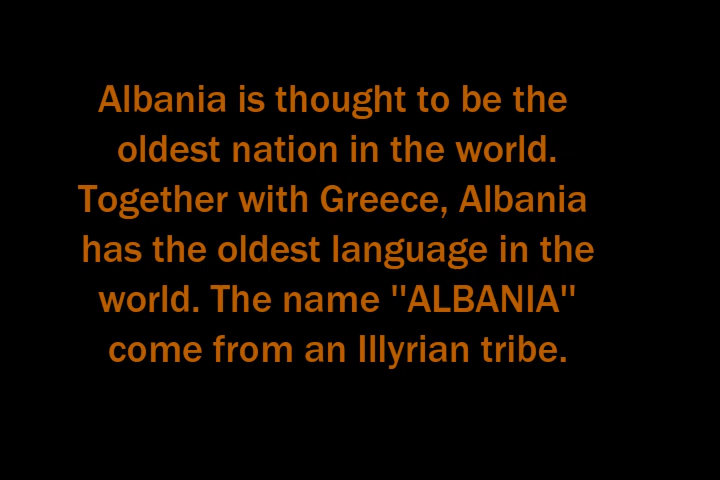 Albania is thought to be the
oldest nation in the world.
Together with Greece, Albania
has the oldest language in the
world. The name "ALBANIA"
come from an Illyrian tribe.